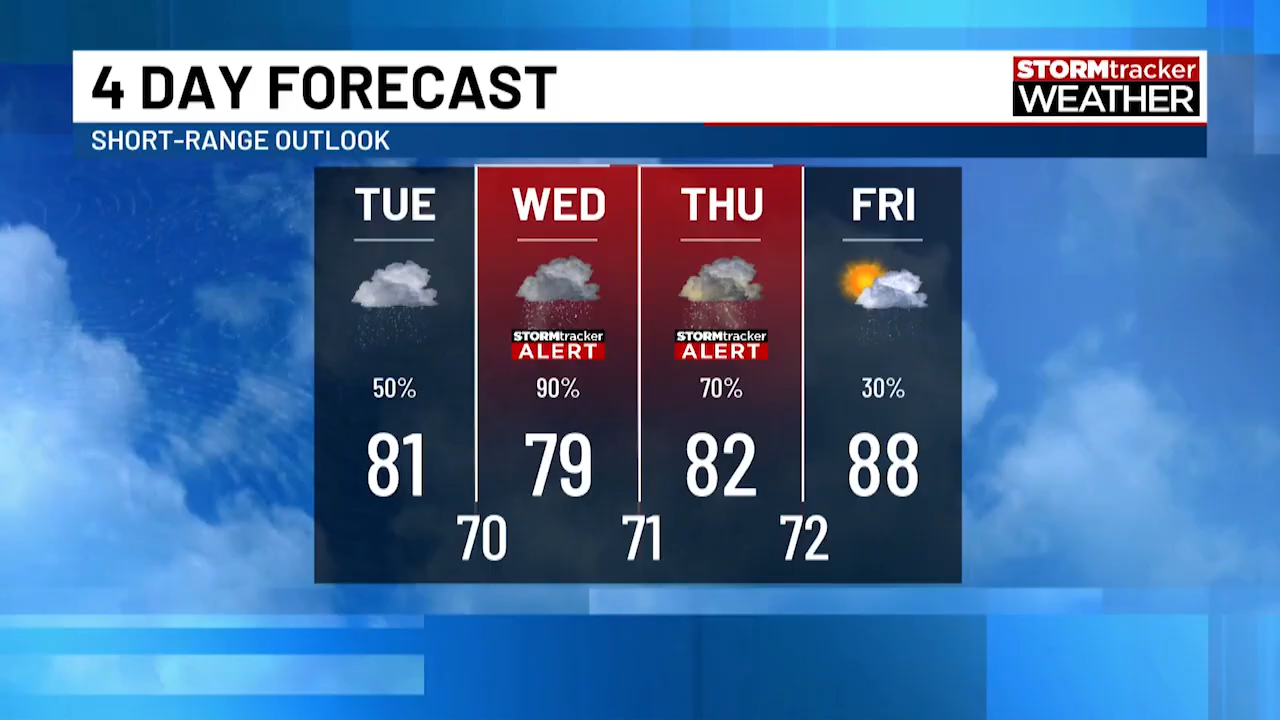 4 DAY FORECAST
STORMtracker
WEATHER
SHORT-RANGE OUTLOOK
TUE WED THU FRI
STORMtracker STORMtracker
ALERT ALERT
50% 90% 70% 30%
81 79 82 88
70 71 72